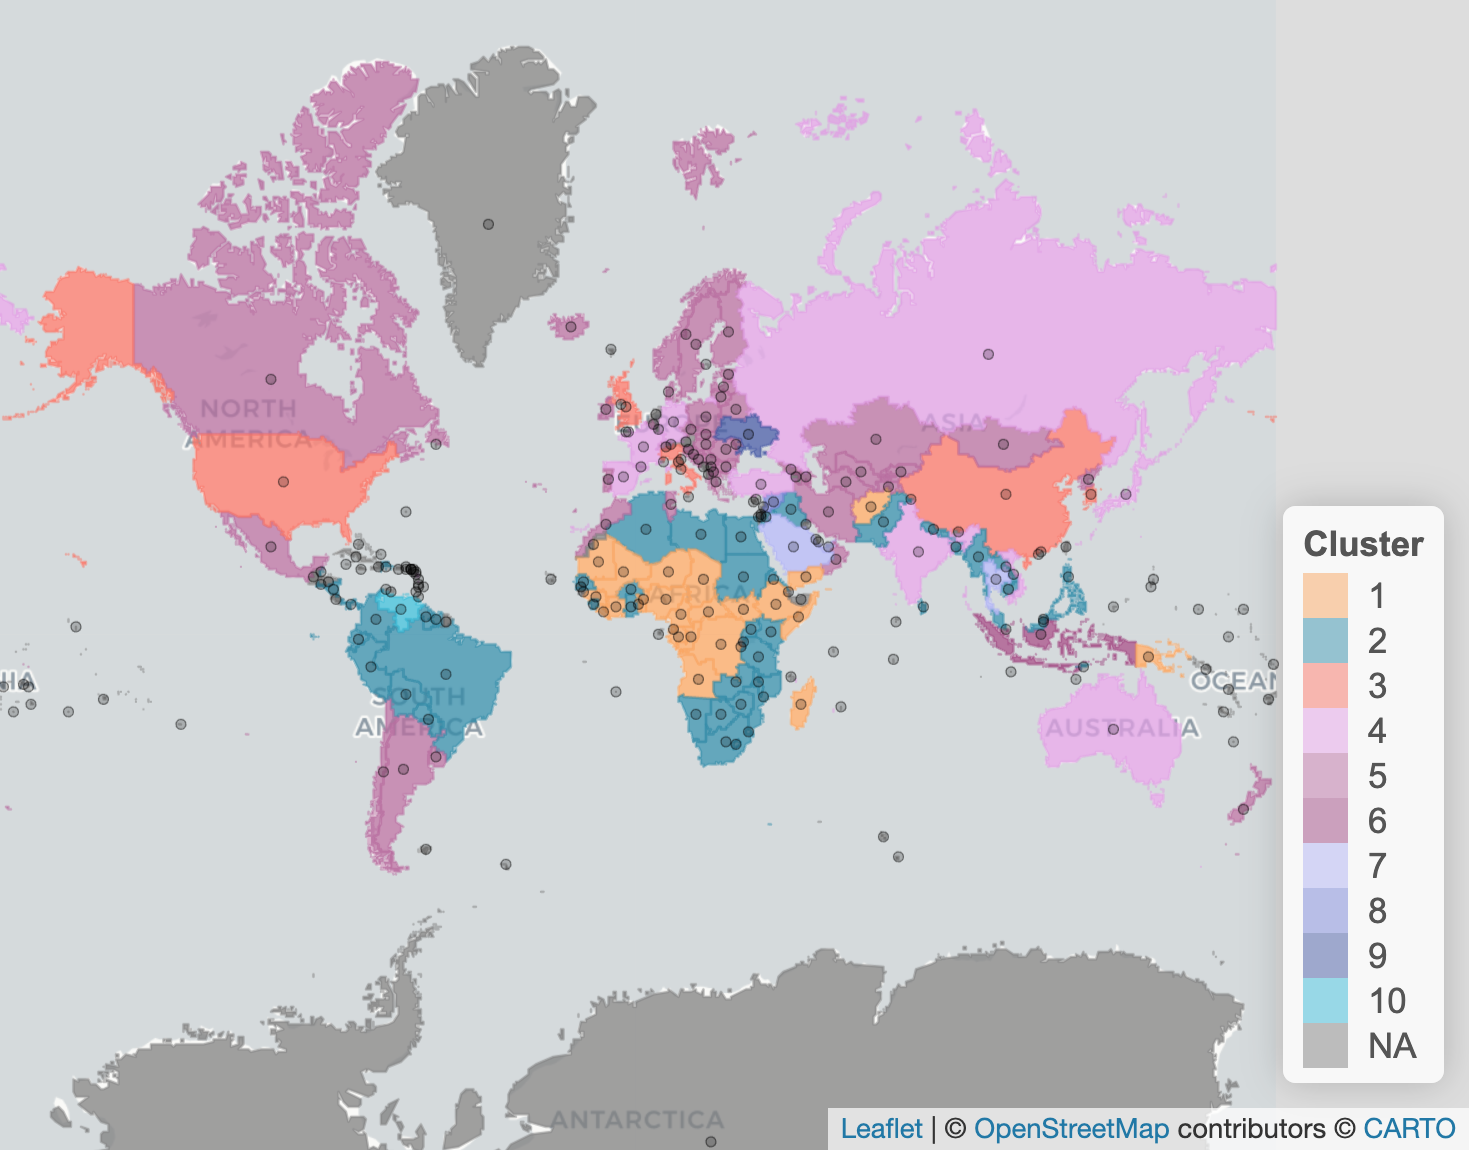 NORTH
AMERICA
ASIA
AFRICA
SOUTH
AMERICA
OCEAN
AUSTRALIA
ANTARCTICA
Cluster
1
2
3
4
5
6
7
8
9
10
NA
Leaflet | © OpenStreetMap contributors © CARTO